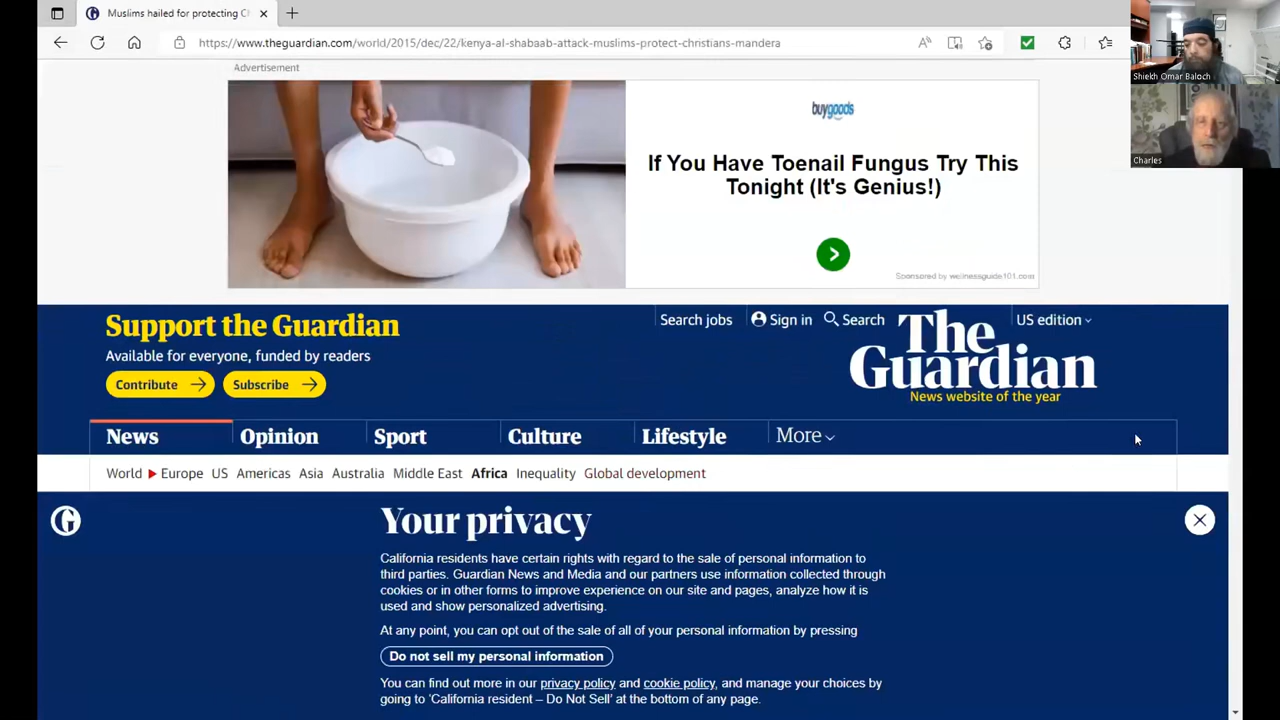 Muslims hailed for protecting Ch
https://www.theguardian.com/world/2015/dec/22/kenya-al-shabaab-attack-muslims-protect-christians-mandera
Shiekh Omar Baloch
Charles
Advertisement
buygoods
If You Have Toenail Fungus Try This
Tonight (It's Genius!)
Sponsored by wellnessguide101.com
Support the Guardian
Available for everyone, funded by readers
Contribute
Subscribe
Search jobs
Sign in
Search
US edition
The
Guardian
News website of the year
News Opinion Sport Culture Lifestyle More
World Europe US Americas Asia Australia Middle East Africa Inequality Global development
G
Your privacy
California residents have certain rights with regard to the sale of personal information to
third parties. Guardian News and Media and our partners use information collected through
cookies or in other forms to improve experience on our site and pages, analyze how it is
used and show personalized advertising.
At any point, you can opt out of the sale of all of your personal information by pressing
Do not sell my personal information
You can find out more in our privacy policy and cookie policy, and manage your choices by
going to 'California resident – Do Not Sell' at the bottom of any page.